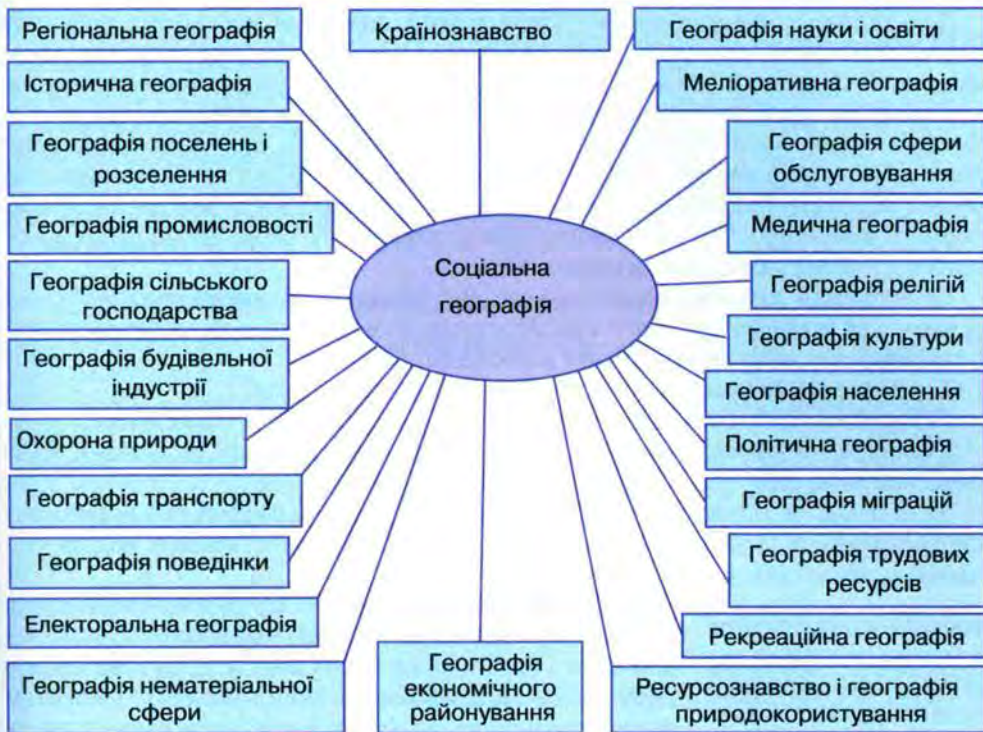 Регіональна географія
Країнознавство
Географія науки і освіти
Історична географія
Меліоративна географія
Географія поселень і
розселення
Географія сфери
обслуговування
Географія промисловості
Медична географія
Соціальна
географія
Географія сільського
господарства
Географія релігій
Географія будівельної
індустрії
Географія культури
Географія населення
Охорона природи
Політична географія
Географія транспорту
Географія міграцій
Географія поведінки
Географія трудових
ресурсів
Електоральна географія
Рекреаційна географія
Географія нематеріальної
сфери
Географія
економічного
районування
Ресурсознавство і географія
природокористування